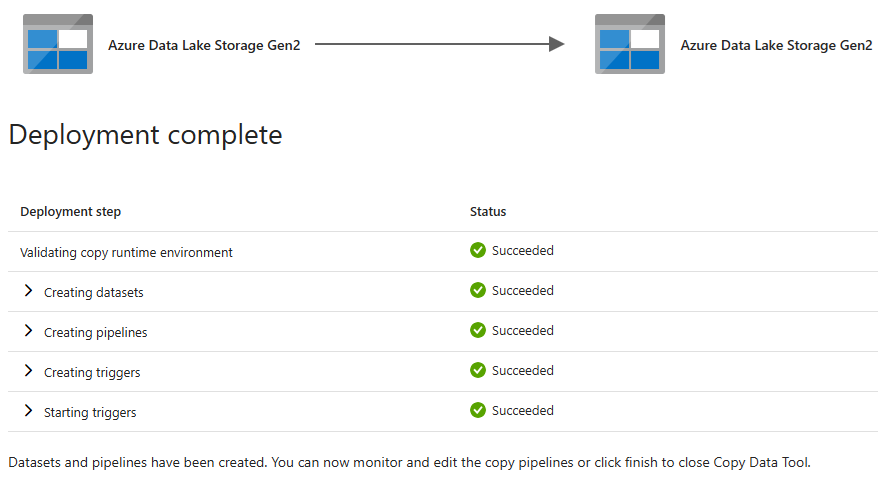 Azure Data Lake Storage Gen2
Azure Data Lake Storage Gen2
Deployment complete
Deployment step Status
Validating copy runtime environment Succeeded
Creating datasets Succeeded
Creating pipelines Succeeded
Creating triggers Succeeded
Starting triggers Succeeded
Datasets and pipelines have been created. You can now monitor and edit the copy pipelines or click finish to close Copy Data Tool.